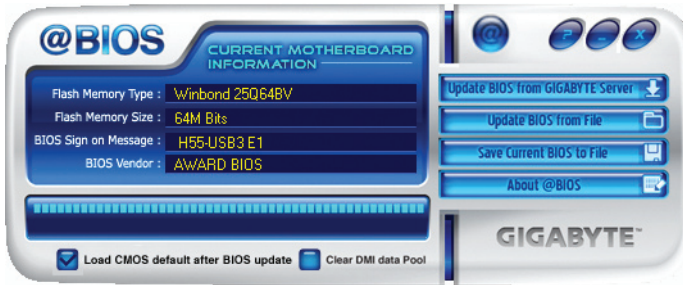 @BIOS
CURRENT MOTHERBOARD
INFORMATION
Flash Memory Type : Winbond 25Q64BV
Flash Memory Size : 64M Bits
BIOS Sign on Message : H55-USB3 E1
BIOS Vendor : AWARD BIOS
Load CMOS default after BIOS update
Clear DMI data Pool
@ ? _ X
Update BIOS from GIGABYTE Server
Update BIOS from File
Save Current BIOS to File
About @BIOS
GIGABYTE™